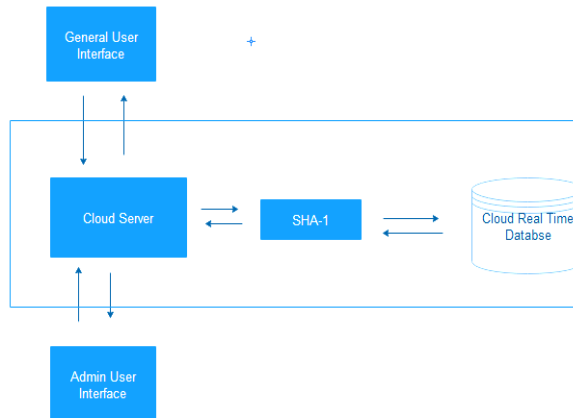 General User
Interface
Cloud Server
SHA-1
Cloud Real Time
Databse
Admin User
Interface